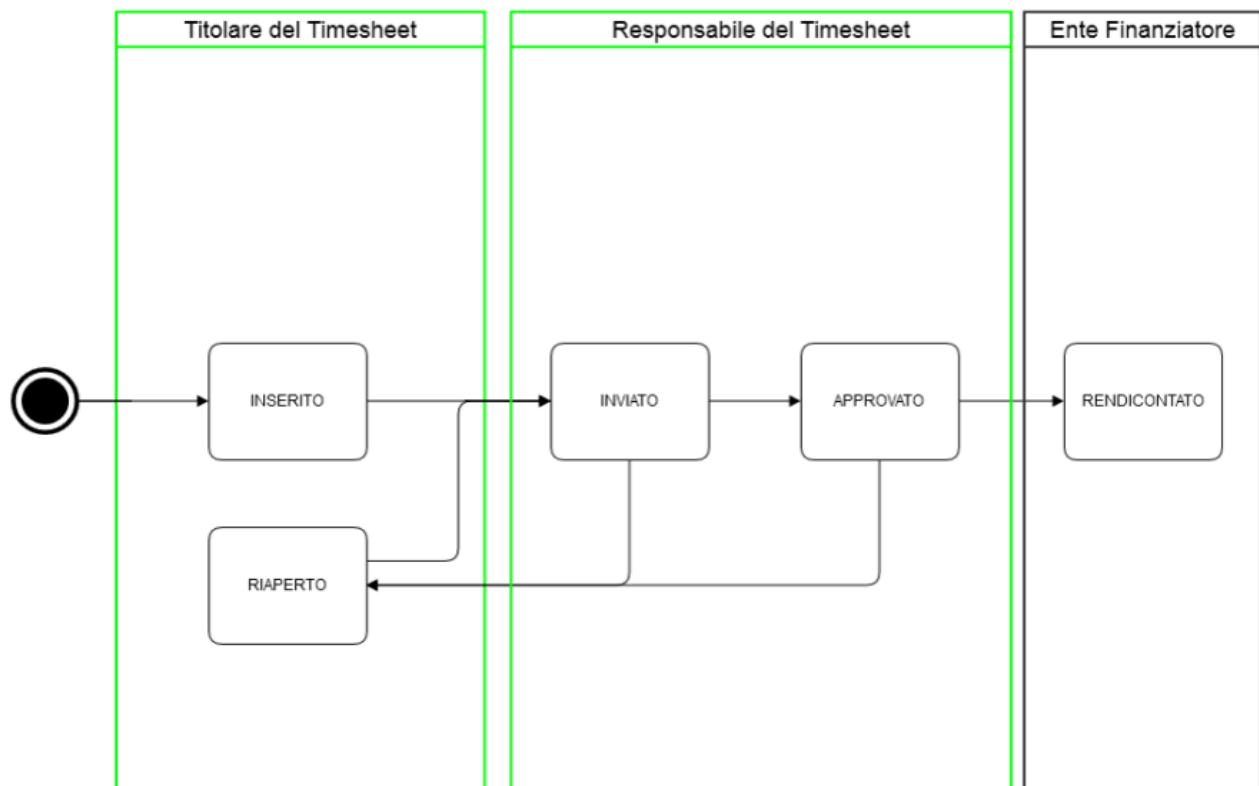 Titolare del Timesheet
Responsabile del Timesheet
Ente Finanziatore
INSERITO
INVIATO
APPROVATO
RENDICONTATO
RIAPERTO